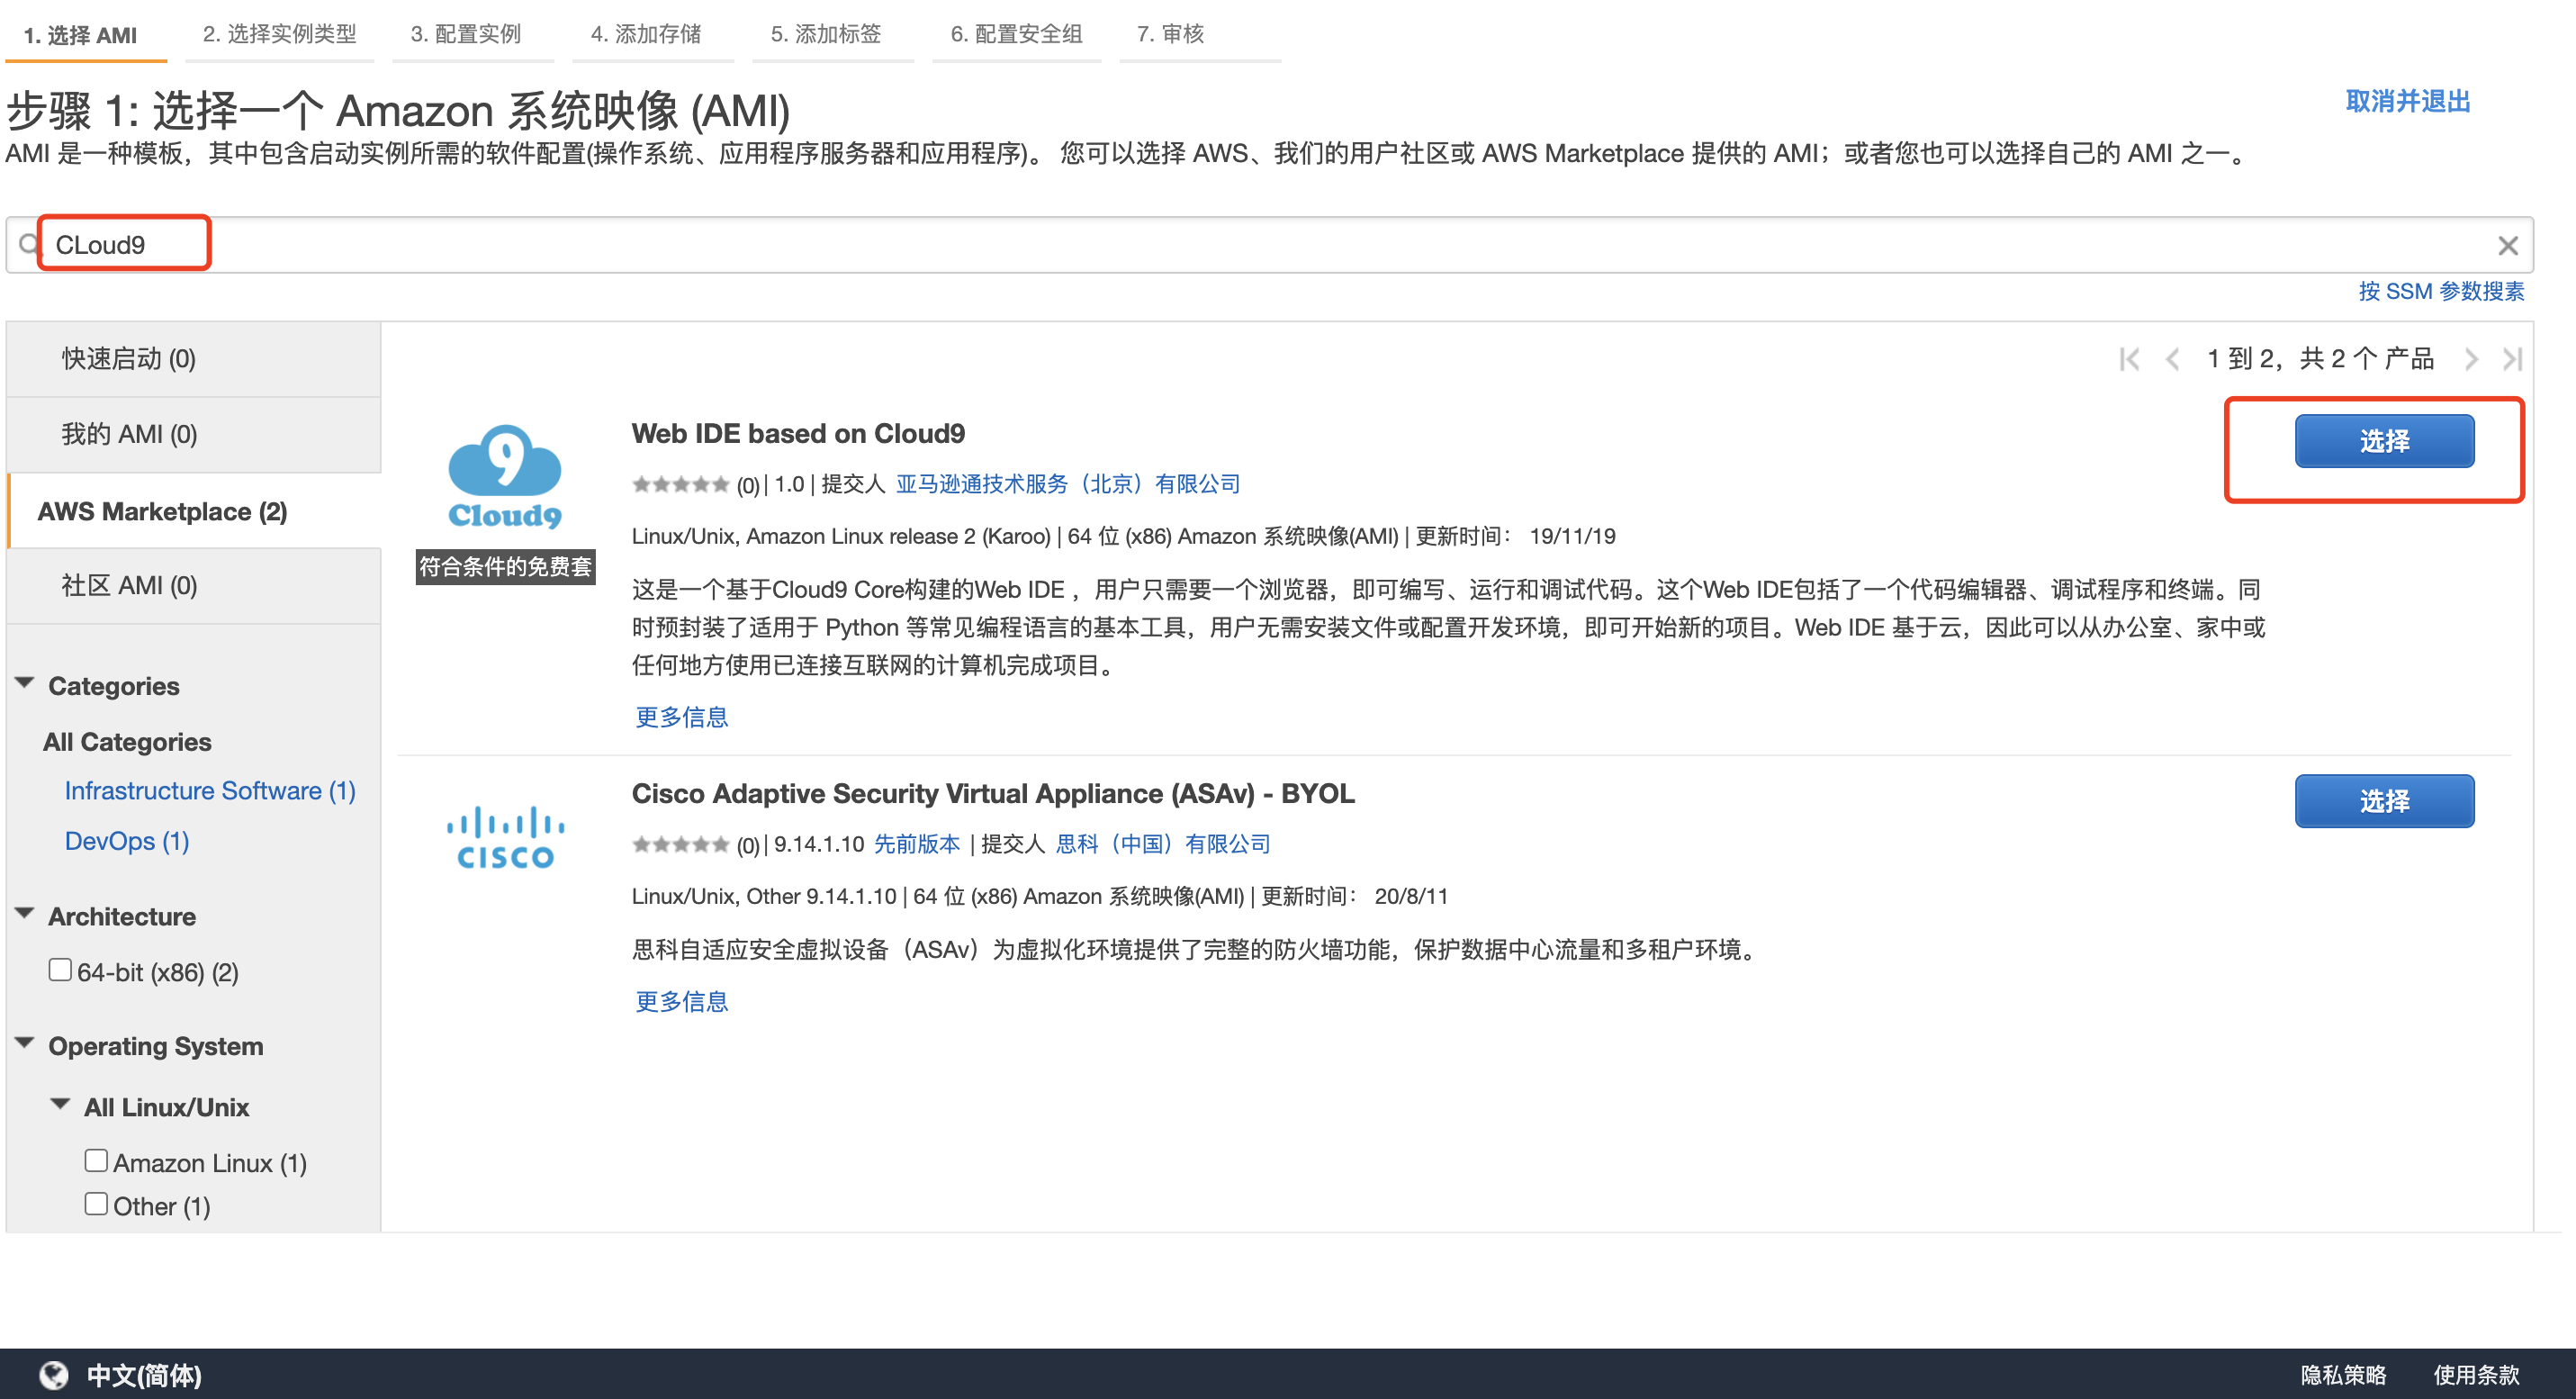 1. 选择 AMI 2. 选择实例类型 3. 配置实例 4. 添加存储 5. 添加标签 6. 配置安全组 7. 审核
步骤 1: 选择一个 Amazon 系统映像 (AMI)
取消并退出
AMI 是一种模板，其中包含启动实例所需的软件配置(操作系统、应用程序服务器和应用程序)。 您可以选择 AWS、我们的用户社区或 AWS Marketplace 提供的 AMI；或者您也可以选择自己的 AMI 之一。
CLoud9
按 SSM 参数搜素
快速启动 (0)
我的 AMI (0)
AWS Marketplace (2)
社区 AMI (0)
Categories
All Categories
Infrastructure Software (1)
DevOps (1)
Architecture
64-bit (x86) (2)
Operating System
All Linux/Unix
Amazon Linux (1)
Other (1)
1 到 2，共 2 个 产品
9
Cloud9
符合条件的免费套
Web IDE based on Cloud9
选择
(0) | 1.0 | 提交人 亚马逊通技术服务（北京）有限公司
Linux/Unix, Amazon Linux release 2 (Karoo) | 64 位 (x86) Amazon 系统映像(AMI) | 更新时间： 19/11/19
这是一个基于Cloud9 Core构建的Web IDE ，用户只需要一个浏览器，即可编写、运行和调试代码。这个Web IDE包括了一个代码编辑器、调试程序和终端。同
时预封装了适用于 Python 等常见编程语言的基本工具，用户无需安装文件或配置开发环境，即可开始新的项目。Web IDE 基于云，因此可以从办公室、家中或
任何地方使用已连接互联网的计算机完成项目。
更多信息
CISCO
Cisco Adaptive Security Virtual Appliance (ASAv) - BYOL
选择
(0) | 9.14.1.10 先前版本 | 提交人 思科（中国）有限公司
Linux/Unix, Other 9.14.1.10 | 64 位 (x86) Amazon 系统映像(AMI) | 更新时间： 20/8/11
思科自适应安全虚拟设备（ASAv）为虚拟化环境提供了完整的防火墙功能，保护数据中心流量和多租户环境。
更多信息
中文(简体)
隐私策略 使用条款